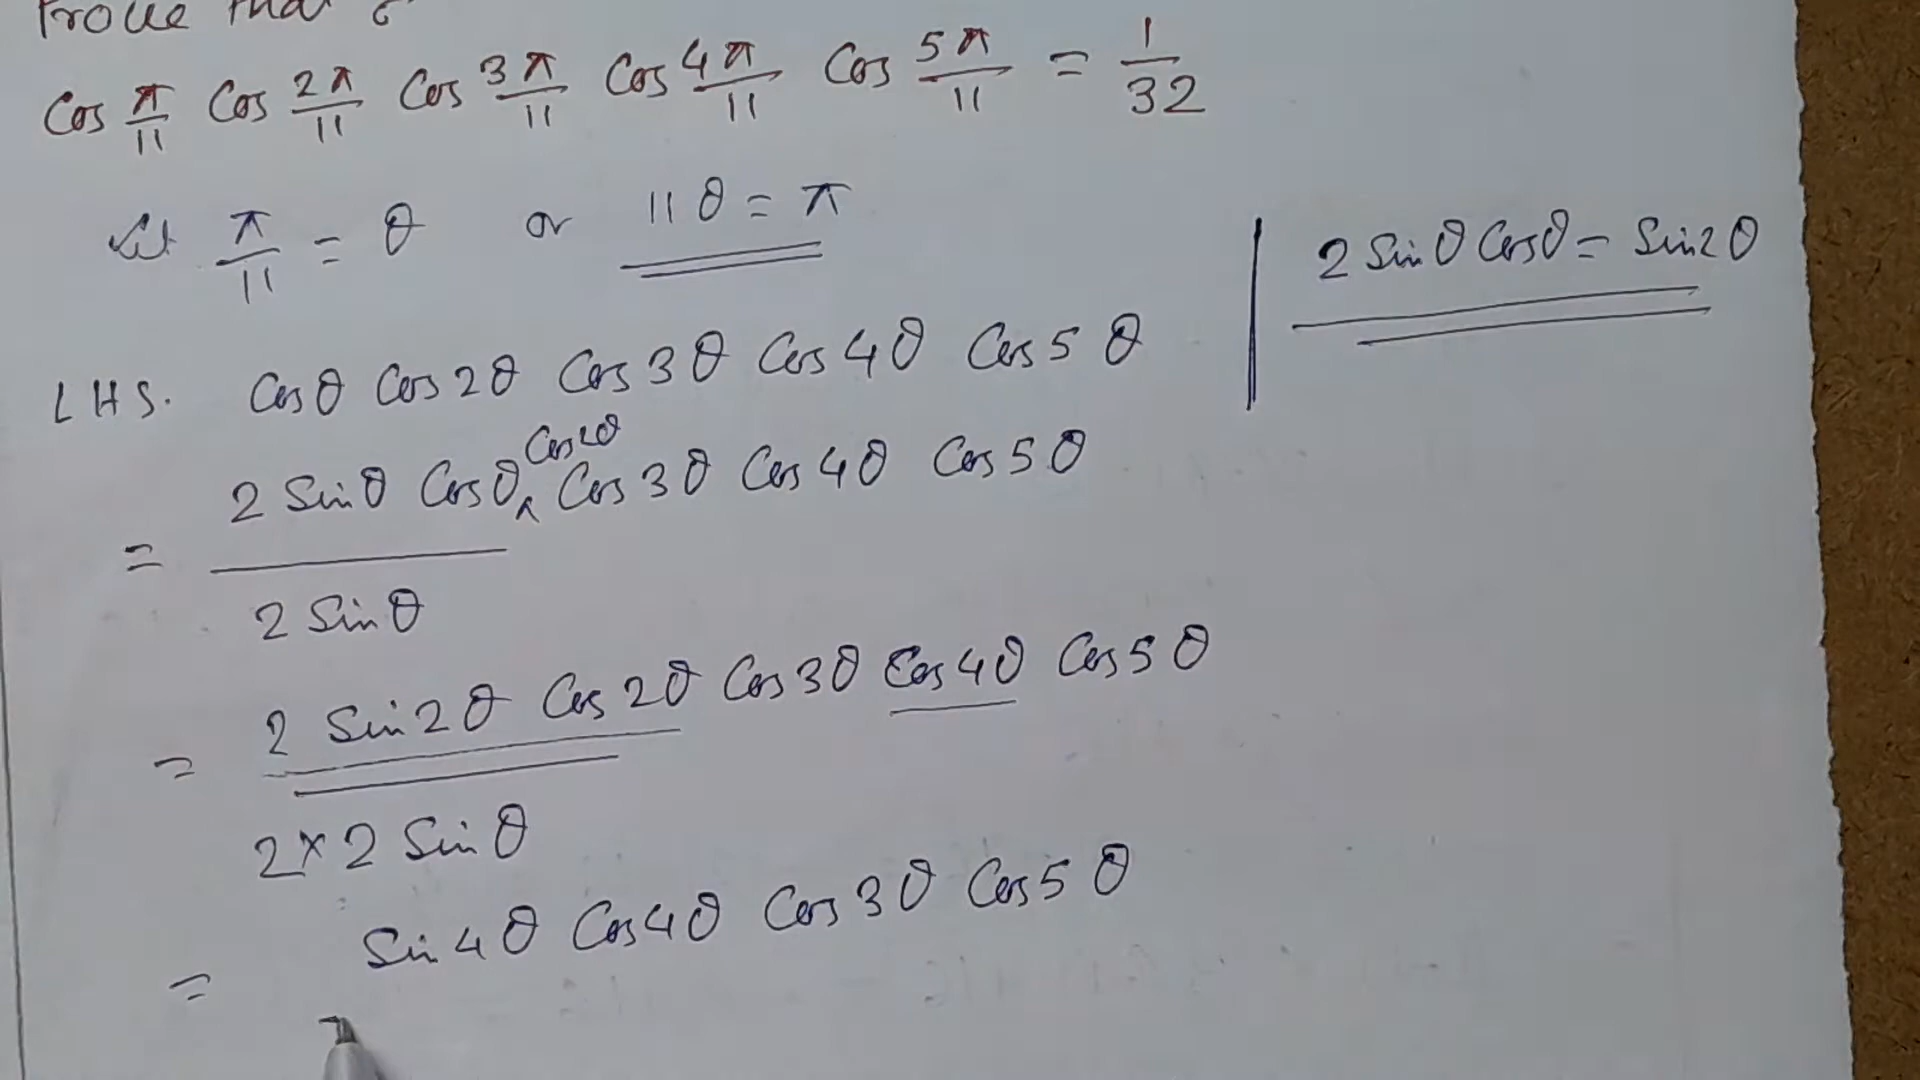 Prove that
Cos π/11 Cos 2π/11 Cos 3π/11 Cos 4π/11 Cos 5π/11 = 1/32
Let π/11 = θ or 11θ = π
2 Sin θ Cos θ = Sin 2θ
LHS. Cos θ Cos 2θ Cos 3θ Cos 4θ Cos 5θ
= 2 Sin θ Cos θ ‸ Cos 2θ Cos 3θ Cos 4θ Cos 5θ
2 Sin θ
= 2 Sin 2θ Cos 2θ Cos 3θ Cos 4θ Cos 5θ
2 × 2 Sin θ
= Sin 4θ Cos 4θ Cos 3θ Cos 5θ